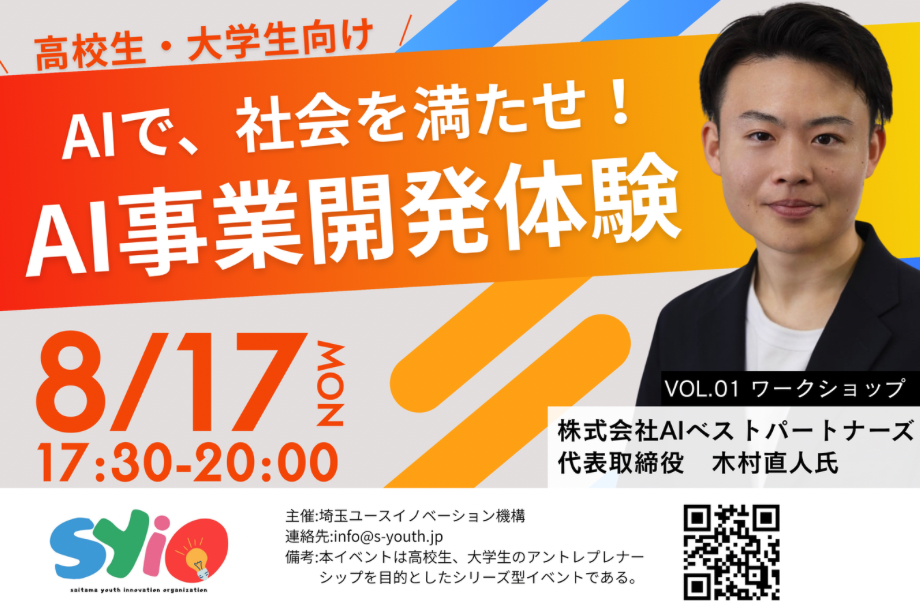 高校生・大学生向け
AIで、社会を満たせ！
AI事業開発体験
8/17 MON
17:30-20:00
VOL.01 ワークショップ
株式会社AIベストパートナーズ
代表取締役　木村直人氏
syio
saitama youth innovation organization
主催:埼玉ユースイノベーション機構
連絡先:info@s-youth.jp
備考:本イベントは高校生、大学生のアントレプレナー
シップを目的としたシリーズ型イベントである。